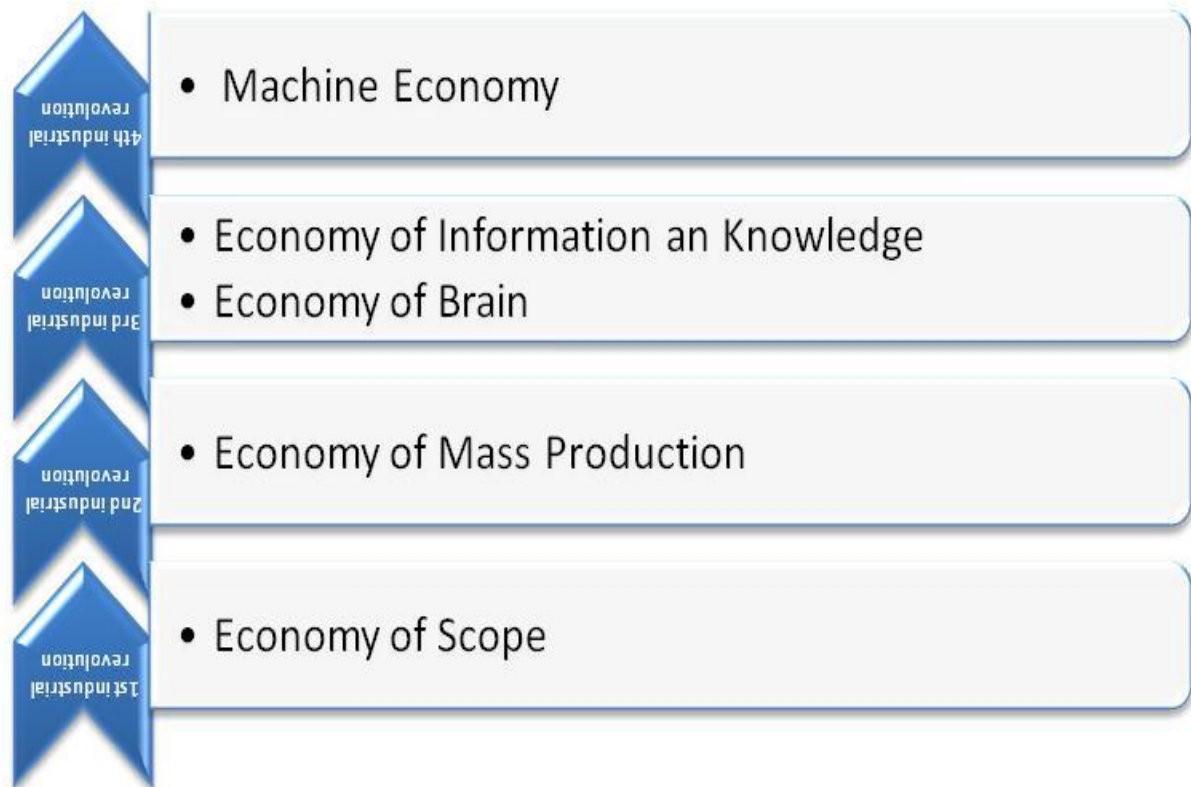 4th industrial
revolution
• Machine Economy
3rd industrial
revolution
• Economy of Information an Knowledge
• Economy of Brain
2nd industrial
revolution
• Economy of Mass Production
1st industrial
revolution
• Economy of Scope